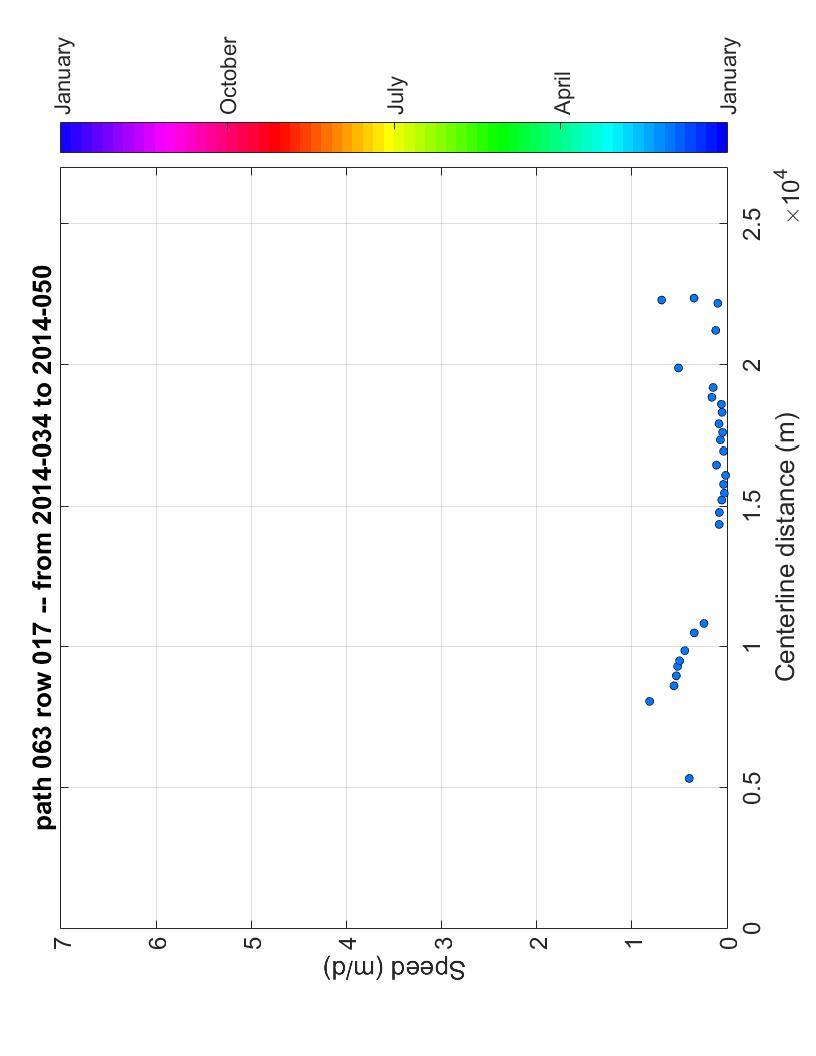 path 063 row 017 -- from 2014-034 to 2014-050
7
6
5
4
3
2
1
0
Speed (m/d)
0
0.5
1
1.5
2
2.5
×10^4
Centerline distance (m)
January
October
July
April
January